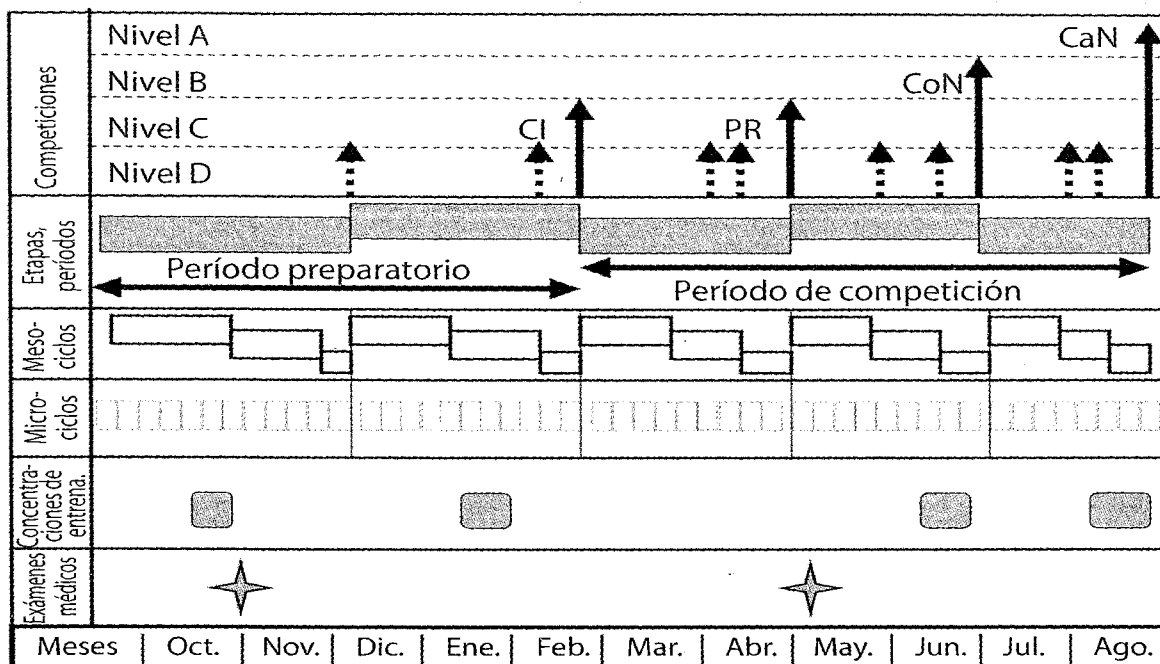 Competiciones
Nivel A
CaN
Nivel B
CoN
Nivel C
CI
PR
Nivel D
Etapas,
períodos
Período preparatorio
Período de competición
Meso-
ciclos
Micro-
ciclos
Concentra-
ciones de
entrena.
Exámenes
médicos
Meses | Oct. | Nov. | Dic. | Ene. | Feb. | Mar. | Abr. | May. | Jun. | Jul. | Ago.